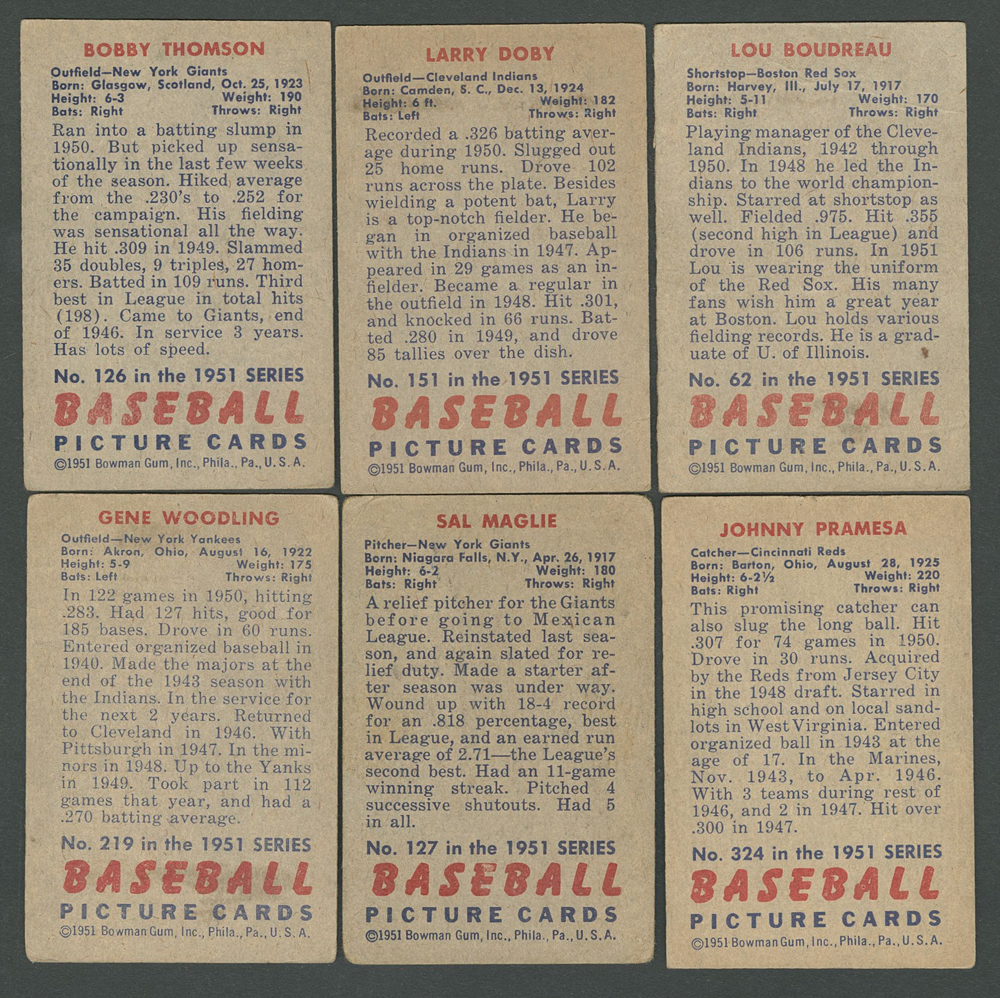 BOBBY THOMSON
Outfield—New York Giants
Born: Glasgow, Scotland, Oct. 25, 1923
Height: 6-3 Weight: 190
Bats: Right Throws: Right
Ran into a batting slump in
1950. But picked up sensa-
tionally in the last few weeks
of the season. Hiked average
from the .230's to .252 for
the campaign. His fielding
was sensational all the way.
He hit .309 in 1949. Slammed
35 doubles, 9 triples, 27 hom-
ers. Batted in 109 runs. Third
best in League in total hits
(198). Came to Giants, end
of 1946. In service 3 years.
Has lots of speed.
No. 126 in the 1951 SERIES
BASEBALL
PICTURE CARDS
©1951 Bowman Gum, Inc., Phila., Pa., U.S.A.
LARRY DOBY
Outfield—Cleveland Indians
Born: Camden, S. C., Dec. 13, 1924
Height: 6 ft. Weight: 182
Bats: Left Throws: Right
Recorded a .326 batting aver-
age during 1950. Slugged out
25 home runs. Drove 102
runs across the plate. Besides
wielding a potent bat, Larry
is a top-notch fielder. He be-
gan in organized baseball
with the Indians in 1947. Ap-
peared in 29 games as an in-
fielder. Became a regular in
the outfield in 1948. Hit .301,
and knocked in 66 runs. Bat-
ted .280 in 1949, and drove
85 tallies over the dish.
No. 151 in the 1951 SERIES
BASEBALL
PICTURE CARDS
©1951 Bowman Gum, Inc., Phila., Pa., U.S.A.
LOU BOUDREAU
Shortstop—Boston Red Sox
Born: Harvey, Ill., July 17, 1917
Height: 5-11 Weight: 170
Bats: Right Throws: Right
Playing manager of the Cleve-
land Indians, 1942 through
1950. In 1948 he led the In-
dians to the world champion-
ship. Starred at shortstop as
well. Fielded .975. Hit .355
(second high in League) and
drove in 106 runs. In 1951
Lou is wearing the uniform
of the Red Sox. His many
fans wish him a great year
at Boston. Lou holds various
fielding records. He is a grad-
uate of U. of Illinois.
No. 62 in the 1951 SERIES
BASEBALL
PICTURE CARDS
©1951 Bowman Gum, Inc., Phila., Pa., U.S.A.
GENE WOODLING
Outfield—New York Yankees
Born: Akron, Ohio, August 16, 1922
Height: 5-9 Weight: 175
Bats: Left Throws: Right
In 122 games in 1950, hitting
.283. Had 127 hits, good for
185 bases. Drove in 60 runs.
Entered organized baseball in
1940. Made the majors at the
end of the 1943 season with
the Indians. In the service for
the next 2 years. Returned
to Cleveland in 1946. With
Pittsburgh in 1947. In the mi-
nors in 1948. Up to the Yanks
in 1949. Took part in 112
games that year, and had a
.270 batting average.
No. 219 in the 1951 SERIES
BASEBALL
PICTURE CARDS
©1951 Bowman Gum, Inc., Phila., Pa., U.S.A.
SAL MAGLIE
Pitcher—New York Giants
Born: Niagara Falls, N.Y., Apr. 26, 1917
Height: 6-2 Weight: 180
Bats: Right Throws: Right
A relief pitcher for the Giants
before going to Mexican
League. Reinstated last sea-
son, and again slated for re-
lief duty. Made a starter af-
ter season was under way.
Wound up with 18-4 record
for an .818 percentage, best
in League, and an earned run
average of 2.71—the League's
second best. Had an 11-game
winning streak. Pitched 4
successive shutouts. Had 5
in all.
No. 127 in the 1951 SERIES
BASEBALL
PICTURE CARDS
©1951 Bowman Gum, Inc., Phila., Pa., U.S.A.
JOHNNY PRAMESA
Catcher—Cincinnati Reds
Born: Barton, Ohio, August 28, 1925
Height: 6-2½ Weight: 220
Bats: Right Throws: Right
This promising catcher can
also slug the long ball. Hit
.307 for 74 games in 1950.
Drove in 30 runs. Acquired
by the Reds from Jersey City
in the 1948 draft. Starred in
high school and on local sand-
lots in West Virginia. Entered
organized ball in 1943 at the
age of 17. In the Marines,
Nov. 1943, to Apr. 1946.
With 3 teams during rest of
1946, and 2 in 1947. Hit over
.300 in 1947.
No. 324 in the 1951 SERIES
BASEBALL
PICTURE CARDS
©1951 Bowman Gum, Inc., Phila., Pa., U.S.A.